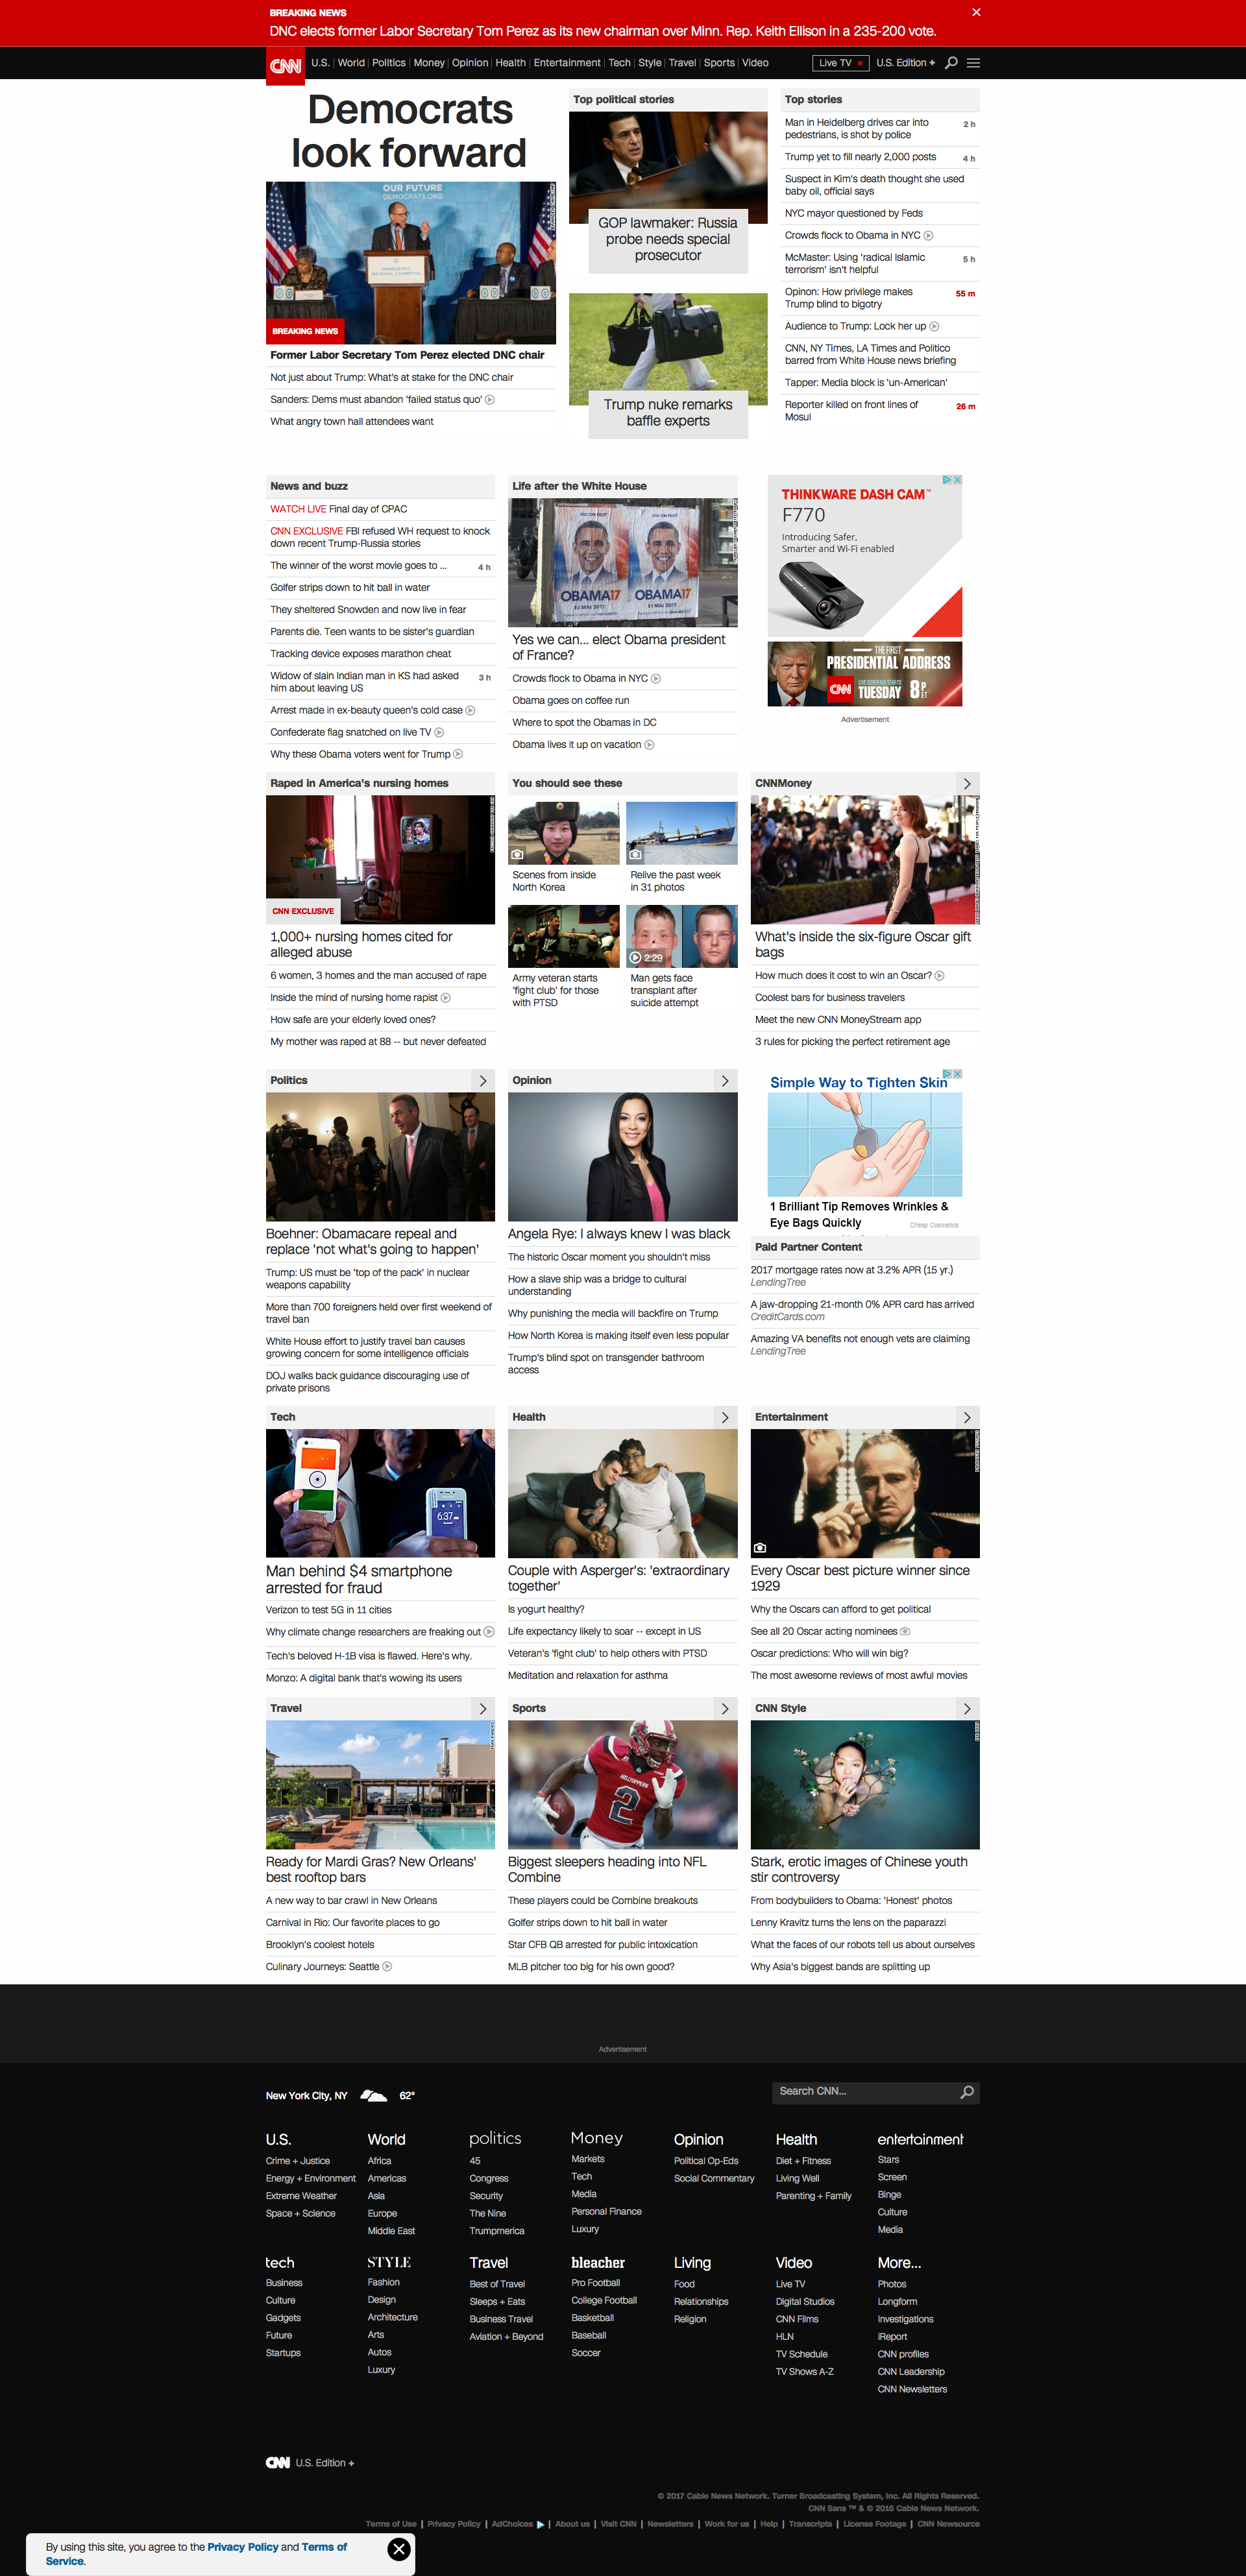 BREAKING NEWS
DNC elects former Labor Secretary Tom Perez as its new chairman over Minn. Rep. Keith Ellison in a 235-200 vote.
CNN
U.S. | World | Politics | Money | Opinion | Health | Entertainment | Tech | Style | Travel | Sports | Video
Live TV
U.S. Edition +
Democrats
look forward
OUR FUTURE
DEMOCRATS.ORG
BREAKING NEWS
Former Labor Secretary Tom Perez elected DNC chair
Not just about Trump: What's at stake for the DNC chair
Sanders: Dems must abandon 'failed status quo'
What angry town hall attendees want
Top political stories
GOP lawmaker: Russia
probe needs special
prosecutor
Trump nuke remarks
baffle experts
Top stories
Man in Heidelberg drives car into
pedestrians, is shot by police
2 h
Trump yet to fill nearly 2,000 posts
4 h
Suspect in Kim's death thought she used
baby oil, official says
NYC mayor questioned by Feds
Crowds flock to Obama in NYC
McMaster: Using 'radical Islamic
terrorism' isn't helpful
5 h
Opinon: How privilege makes
Trump blind to bigotry
55 m
Audience to Trump: Lock her up
CNN, NY Times, LA Times and Politico
barred from White House news briefing
Tapper: Media block is 'un-American'
Reporter killed on front lines of
Mosul
26 m
News and buzz
WATCH LIVE Final day of CPAC
CNN EXCLUSIVE FBI refused WH request to knock
down recent Trump-Russia stories
The winner of the worst movie goes to ...
4 h
Golfer strips down to hit ball in water
They sheltered Snowden and now live in fear
Parents die. Teen wants to be sister's guardian
Tracking device exposes marathon cheat
Widow of slain Indian man in KS had asked
him about leaving US
3 h
Arrest made in ex-beauty queen's cold case
Confederate flag snatched on live TV
Why these Obama voters went for Trump
Life after the White House
OBAMA17 OBAMA17
Yes we can... elect Obama president
of France?
Crowds flock to Obama in NYC
Obama goes on coffee run
Where to spot the Obamas in DC
Obama lives it up on vacation
THINKWARE DASH CAM™
F770
Introducing Safer,
Smarter and Wi-Fi enabled
THE FIRST
PRESIDENTIAL ADDRESS
CNN
LIVE COVERAGE STARTS
TUESDAY 8P ET
Advertisement
Raped in America's nursing homes
CNN EXCLUSIVE
1,000+ nursing homes cited for
alleged abuse
6 women, 3 homes and the man accused of rape
Inside the mind of nursing home rapist
How safe are your elderly loved ones?
My mother was raped at 88 -- but never defeated
You should see these
Scenes from inside
North Korea
Relive the past week
in 31 photos
2:29
Army veteran starts
'fight club' for those
with PTSD
Man gets face
transplant after
suicide attempt
CNNMoney
What's inside the six-figure Oscar gift
bags
How much does it cost to win an Oscar?
Coolest bars for business travelers
Meet the new CNN MoneyStream app
3 rules for picking the perfect retirement age
Politics
Boehner: Obamacare repeal and
replace 'not what's going to happen'
Trump: US must be 'top of the pack' in nuclear
weapons capability
More than 700 foreigners held over first weekend of
travel ban
White House effort to justify travel ban causes
growing concern for some intelligence officials
DOJ walks back guidance discouraging use of
private prisons
Opinion
Angela Rye: I always knew I was black
The historic Oscar moment you shouldn't miss
How a slave ship was a bridge to cultural
understanding
Why punishing the media will backfire on Trump
How North Korea is making itself even less popular
Trump's blind spot on transgender bathroom
access
Simple Way to Tighten Skin
1 Brilliant Tip Removes Wrinkles &
Eye Bags Quickly
Cheap Cosmetics
Paid Partner Content
2017 mortgage rates now at 3.2% APR (15 yr.)
LendingTree
A jaw-dropping 21-month 0% APR card has arrived
CreditCards.com
Amazing VA benefits not enough vets are claiming
LendingTree
Tech
6:37
Man behind $4 smartphone
arrested for fraud
Verizon to test 5G in 11 cities
Why climate change researchers are freaking out
Tech's beloved H-1B visa is flawed. Here's why.
Monzo: A digital bank that's wowing its users
Health
Couple with Asperger's: 'extraordinary
together'
Is yogurt healthy?
Life expectancy likely to soar -- except in US
Veteran's 'fight club' to help others with PTSD
Meditation and relaxation for asthma
Entertainment
Every Oscar best picture winner since
1929
Why the Oscars can afford to get political
See all 20 Oscar acting nominees
Oscar predictions: Who will win big?
The most awesome reviews of most awful movies
Travel
Ready for Mardi Gras? New Orleans'
best rooftop bars
A new way to bar crawl in New Orleans
Carnival in Rio: Our favorite places to go
Brooklyn's coolest hotels
Culinary Journeys: Seattle
Sports
HILLTOPPERS
2
Biggest sleepers heading into NFL
Combine
These players could be Combine breakouts
Golfer strips down to hit ball in water
Star CFB QB arrested for public intoxication
MLB pitcher too big for his own good?
CNN Style
Stark, erotic images of Chinese youth
stir controversy
From bodybuilders to Obama: 'Honest' photos
Lenny Kravitz turns the lens on the paparazzi
What the faces of our robots tell us about ourselves
Why Asia's biggest bands are splitting up
Advertisement
New York City, NY 62°
Search CNN...
U.S.
Crime + Justice
Energy + Environment
Extreme Weather
Space + Science
World
Africa
Americas
Asia
Europe
Middle East
politics
45
Congress
Security
The Nine
Trumpmerica
Money
Markets
Tech
Media
Personal Finance
Luxury
Opinion
Political Op-Eds
Social Commentary
Health
Diet + Fitness
Living Well
Parenting + Family
entertainment
Stars
Screen
Binge
Culture
Media
tech
Business
Culture
Gadgets
Future
Startups
STYLE
Fashion
Design
Architecture
Arts
Autos
Luxury
Travel
Best of Travel
Sleeps + Eats
Business Travel
Aviation + Beyond
bleacher
Pro Football
College Football
Basketball
Baseball
Soccer
Living
Food
Relationships
Religion
Video
Live TV
Digital Studios
CNN Films
HLN
TV Schedule
TV Shows A-Z
More...
Photos
Longform
Investigations
iReport
CNN profiles
CNN Leadership
CNN Newsletters
CNN U.S. Edition +
© 2017 Cable News Network. Turner Broadcasting System, Inc. All Rights Reserved.
CNN Sans ™ & © 2016 Cable News Network.
Terms of Use | Privacy Policy | AdChoices | About us | Visit CNN | Newsletters | Work for us | Help | Transcripts | License Footage | CNN Newsource
By using this site, you agree to the Privacy Policy and Terms of
Service.